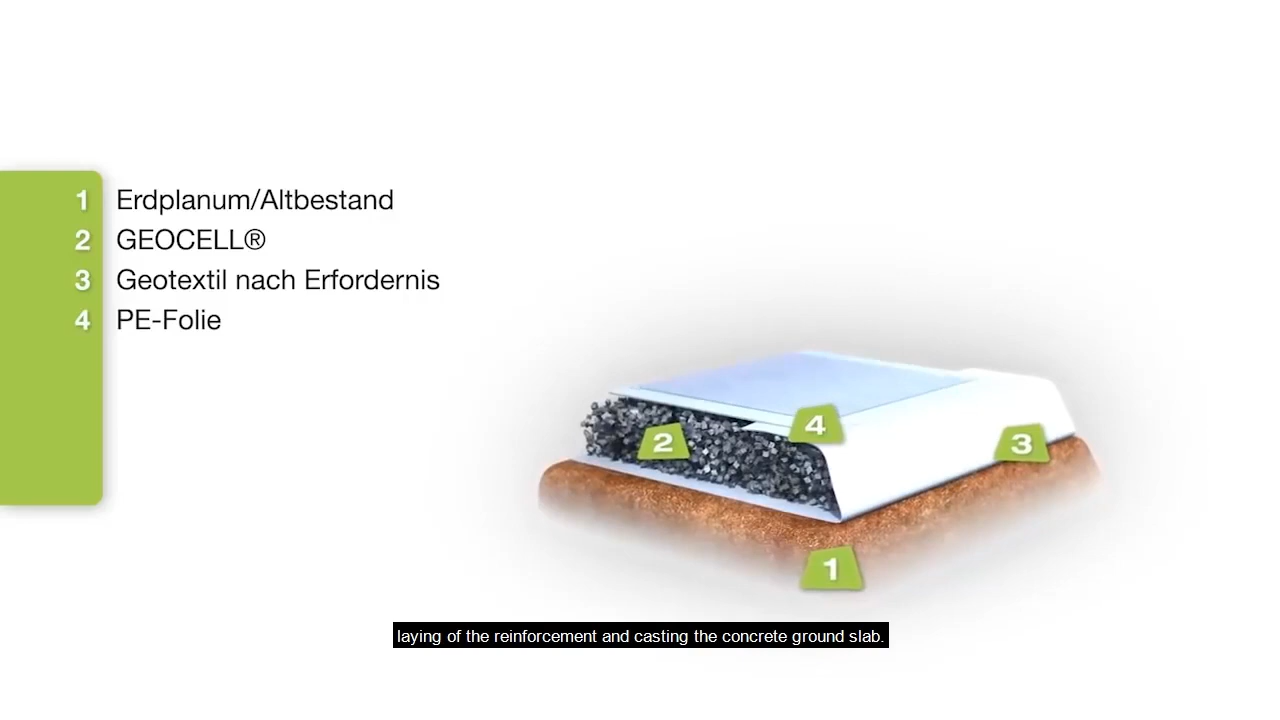 1 Erdplanum/Altbestand
2 GEOCELL®
3 Geotextil nach Erfordernis
4 PE-Folie
4
2
3
1
laying of the reinforcement and casting the concrete ground slab.